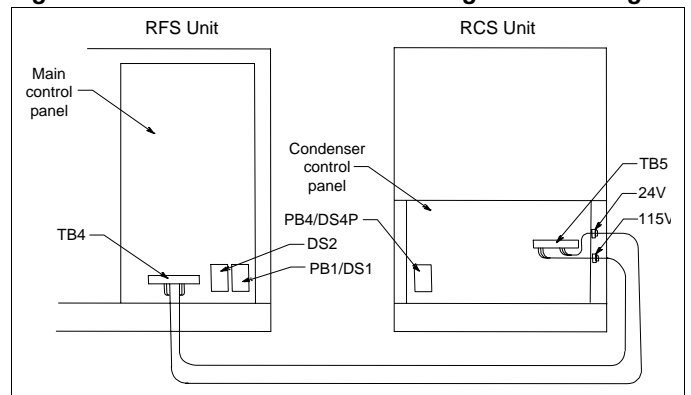 RFS Unit
RCS Unit
Main
control
panel
TB4
DS2
PB1/DS1
Condenser
control
panel
PB4/DS4P
TB5
24V
115V